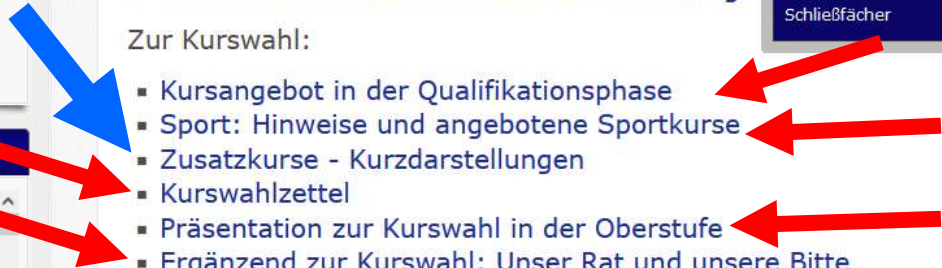 Schließfächer
Zur Kurswahl:
▪ Kursangebot in der Qualifikationsphase
▪ Sport: Hinweise und angebotene Sportkurse
▪ Zusatzkurse - Kurzdarstellungen
▪ Kurswahlzettel
▪ Präsentation zur Kurswahl in der Oberstufe
▪ Ergänzend zur Kurswahl: Unser Rat und unsere Bitte